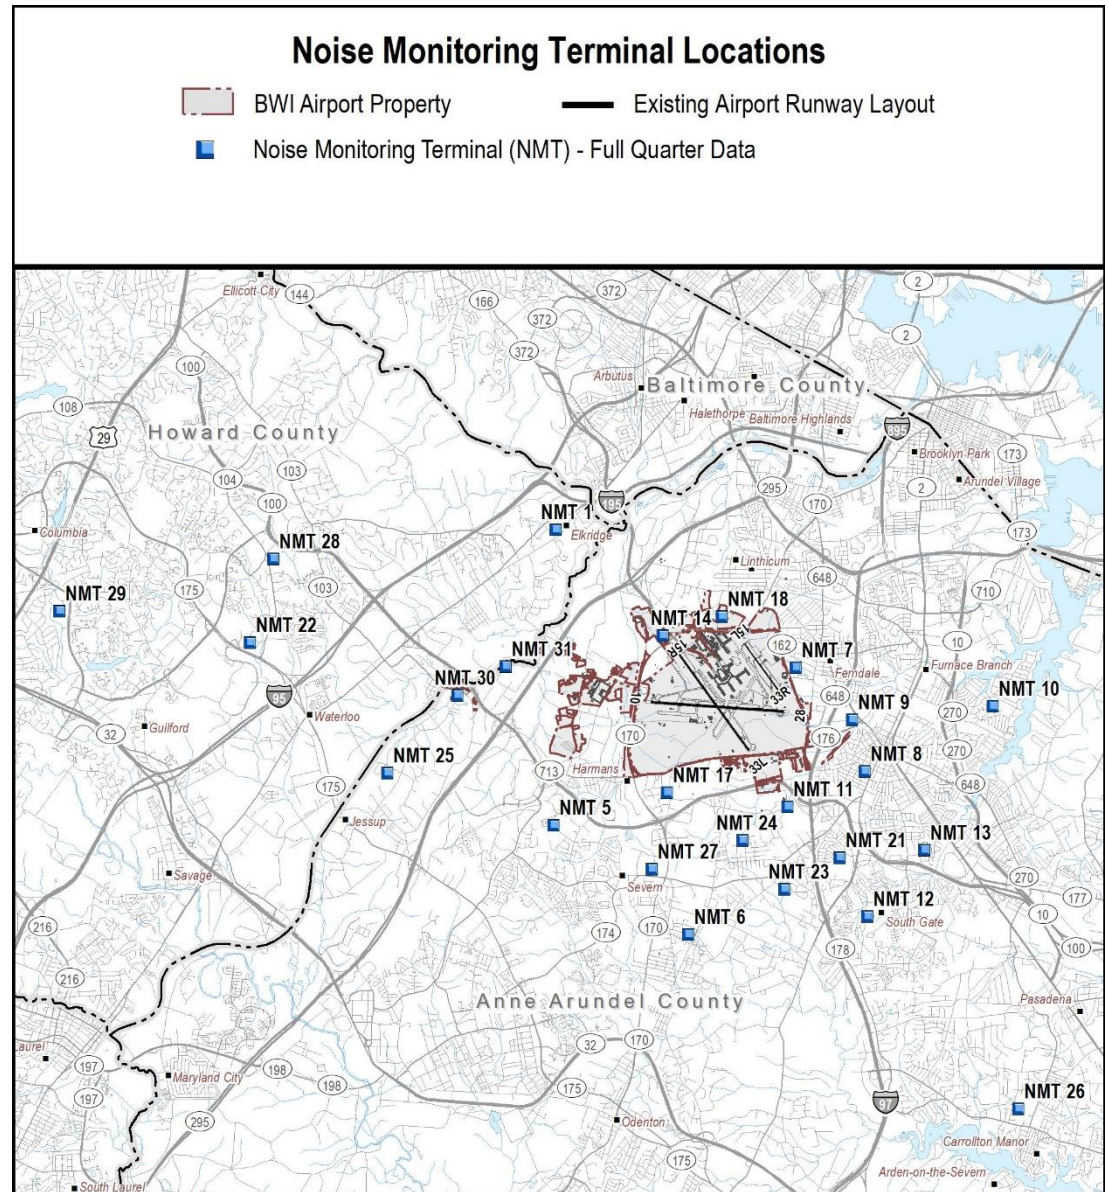 Noise Monitoring Terminal Locations
BWI Airport Property
Existing Airport Runway Layout
Noise Monitoring Terminal (NMT) - Full Quarter Data
Ellicott City
144
166
372
2
372
2
372
100
Arbutus
Baltimore County
Halethorpe
Baltimore Highlands
108
29
Howard County
895
Brooklyn Park
173
103
104
295
2
Arundel Village
100
170
195
173
Columbia
NMT 1
Elkridge
NMT 28
Linthicum
648
175
103
710
NMT 29
NMT 18
NMT 22
NMT 14
15R
15L
162
10
NMT 31
NMT 7
Ferndale
Furnace Branch
NMT 30
33R
648
95
10
28
NMT 10
Waterloo
NMT 9
270
Guilford
32
170
176
33L
270
NMT 25
713
Harmans
NMT 8
175
NMT 17
648
NMT 11
Jessup
NMT 5
NMT 24
NMT 21
NMT 13
NMT 27
Savage
Severn
NMT 23
270
177
NMT 12
10
216
NMT 6
South Gate
174
170
178
100
216
Anne Arundel County
Pasadena
32
170
Laurel
197
198
Maryland City
198
175
197
97
NMT 26
295
Odenton
Carrollton Manor
175
Arden-on-the-Severn
South Laurel